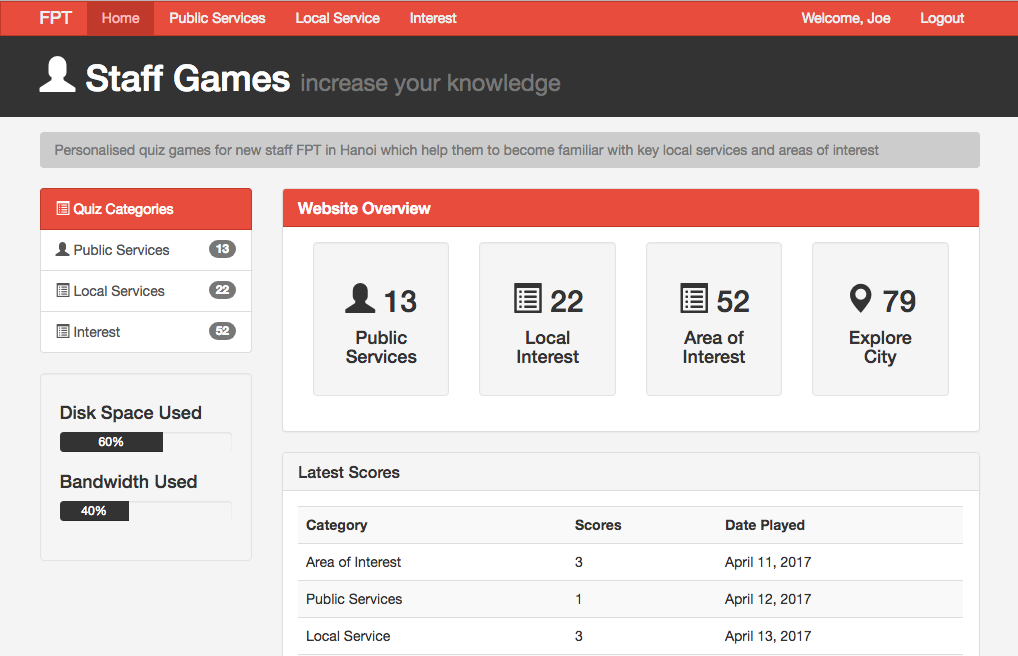 FPT Home Public Services Local Service Interest Welcome, Joe Logout
Staff Games increase your knowledge
Personalised quiz games for new staff FPT in Hanoi which help them to become familiar with key local services and areas of interest
Quiz Categories
Public Services 13
Local Services 22
Interest 52
Disk Space Used
60%
Bandwidth Used
40%
Website Overview
13
Public
Services
22
Local
Interest
52
Area of
Interest
79
Explore
City
Latest Scores
Category Scores Date Played
Area of Interest 3 April 11, 2017
Public Services 1 April 12, 2017
Local Service 3 April 13, 2017